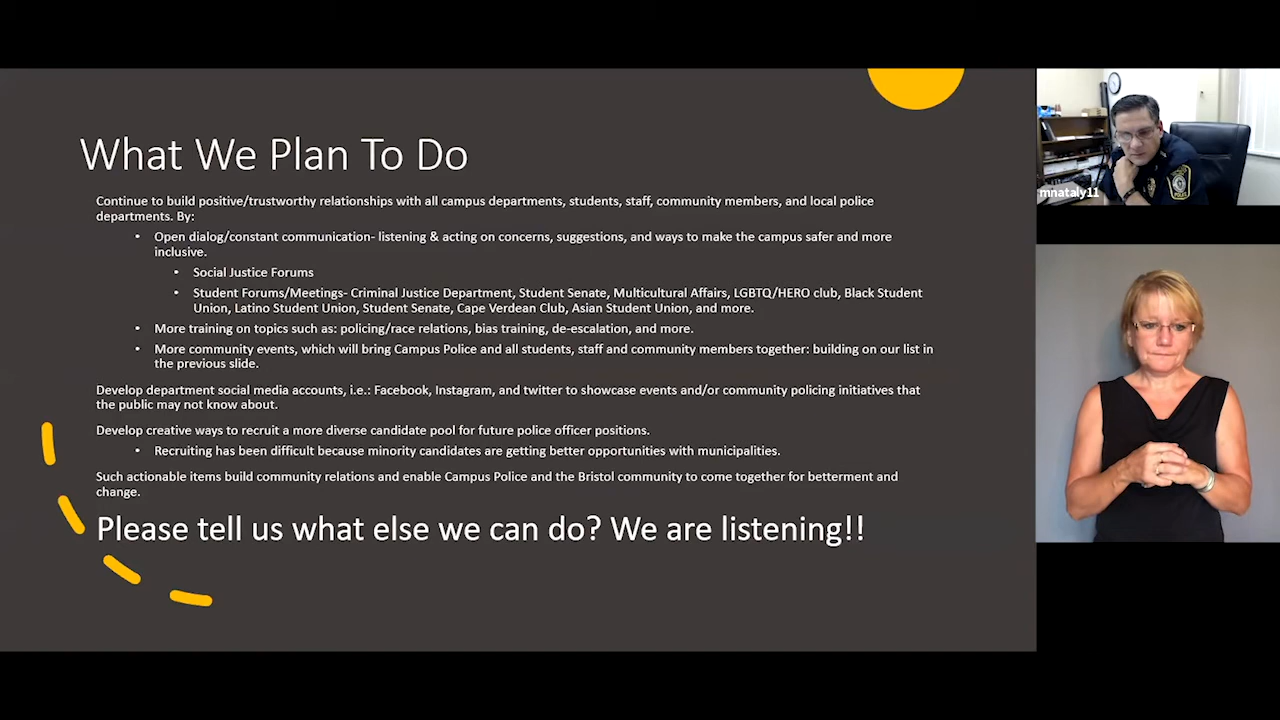 What We Plan To Do
Continue to build positive/trustworthy relationships with all campus departments, students, staff, community members, and local police
departments. By:
• Open dialog/constant communication- listening & acting on concerns, suggestions, and ways to make the campus safer and more
inclusive.
• Social Justice Forums
• Student Forums/Meetings- Criminal Justice Department, Student Senate, Multicultural Affairs, LGBTQ/HERO club, Black Student
Union, Latino Student Union, Student Senate, Cape Verdean Club, Asian Student Union, and more.
• More training on topics such as: policing/race relations, bias training, de-escalation, and more.
• More community events, which will bring Campus Police and all students, staff and community members together: building on our list in
the previous slide.
Develop department social media accounts, i.e.: Facebook, Instagram, and twitter to showcase events and/or community policing initiatives that
the public may not know about.
Develop creative ways to recruit a more diverse candidate pool for future police officer positions.
• Recruiting has been difficult because minority candidates are getting better opportunities with municipalities.
Such actionable items build community relations and enable Campus Police and the Bristol community to come together for betterment and
change.
Please tell us what else we can do? We are listening!!
mnataly11